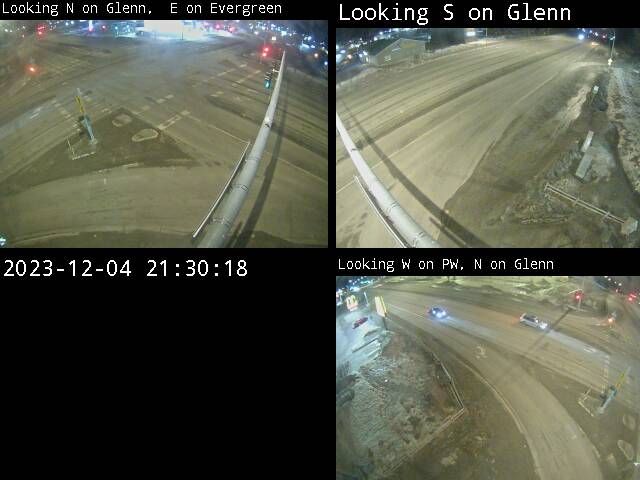 Looking N on Glenn, E on Evergreen
Looking S on Glenn
2023-12-04 21:30:18
Looking W on PW, N on Glenn